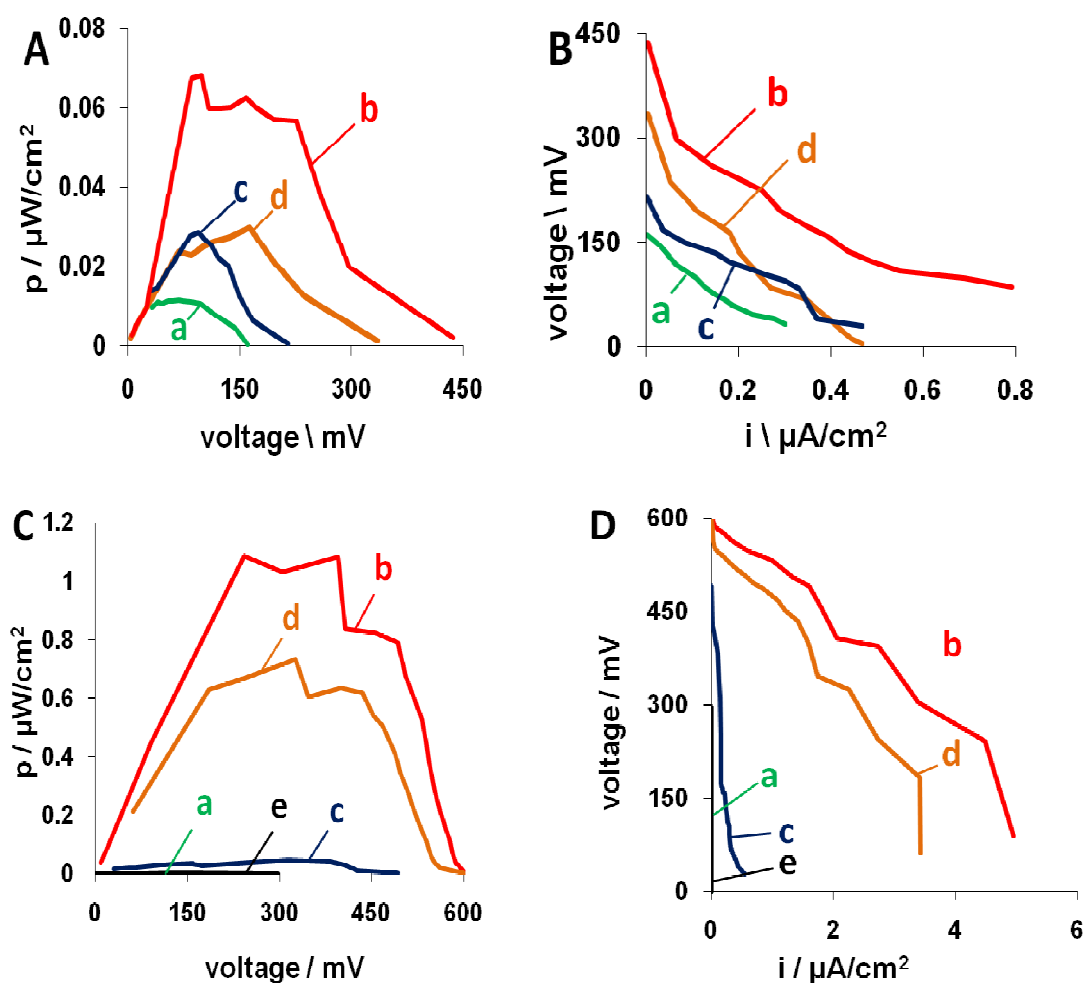 A
p / µW/cm²
0.08
0.06
0.04
0.02
0
0 150 300 450
voltage \ mV
a
b
c
d
B
voltage \ mV
450
300
150
0
0 0.2 0.4 0.6 0.8
i \ µA/cm²
b
d
a
c
C
p / µW/cm²
1.2
1
0.8
0.6
0.4
0.2
0
0 150 300 450 600
voltage / mV
b
d
a
e
c
D
voltage / mV
600
450
300
150
0
0 2 4 6
i / µA/cm²
b
d
a
c
e